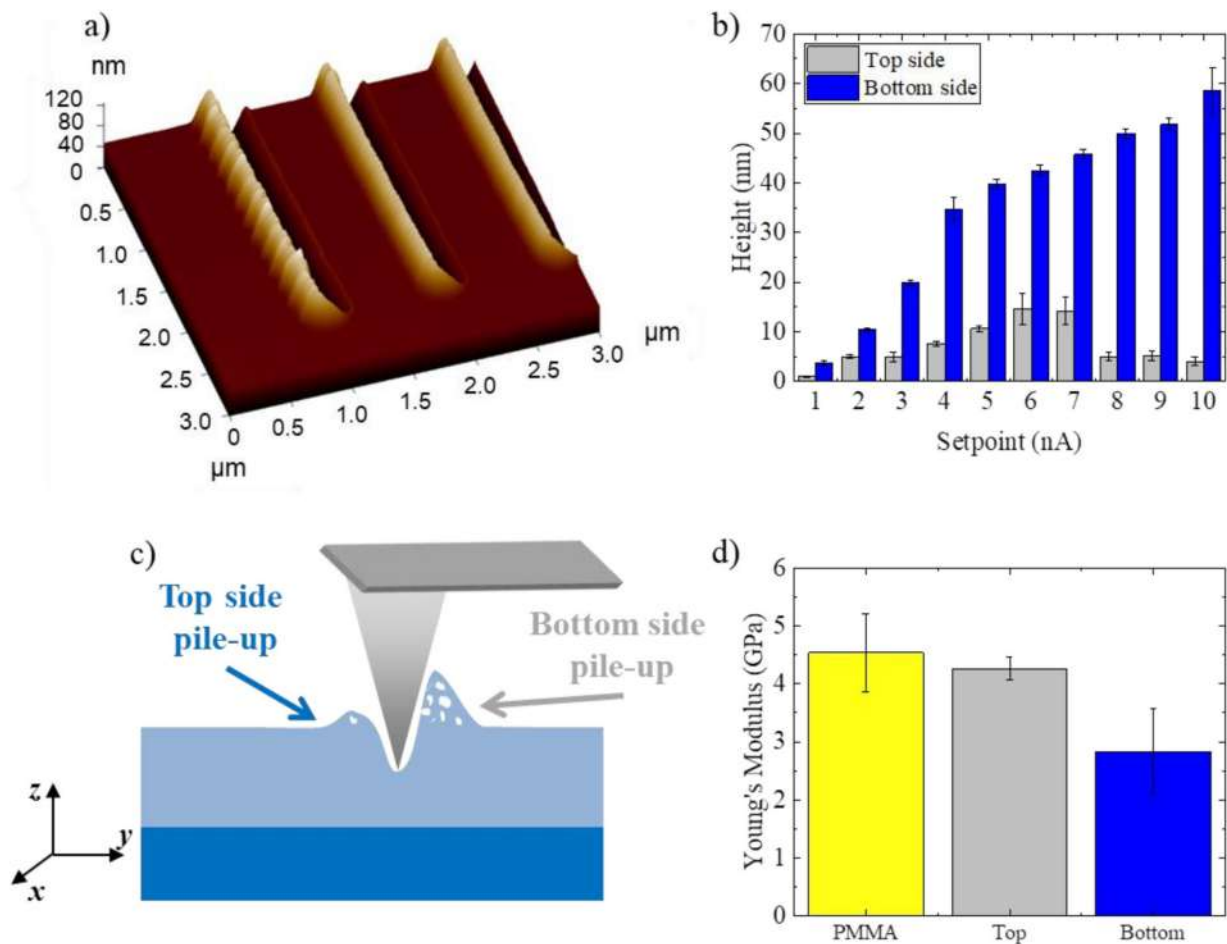 a)
nm
120
80
40
0
0.5
1.0
1.5
2.0
2.5
3.0
0
0.5
1.0
1.5
2.0
2.5
3.0
µm
µm
b)
Top side
Bottom side
Height (nm)
70
60
50
40
30
20
10
0
1 2 3 4 5 6 7 8 9 10
Setpoint (nA)
c)
Top side
pile-up
Bottom side
pile-up
z
y
x
d)
Young's Modulus (GPa)
6
5
4
3
2
1
0
PMMA Top Bottom